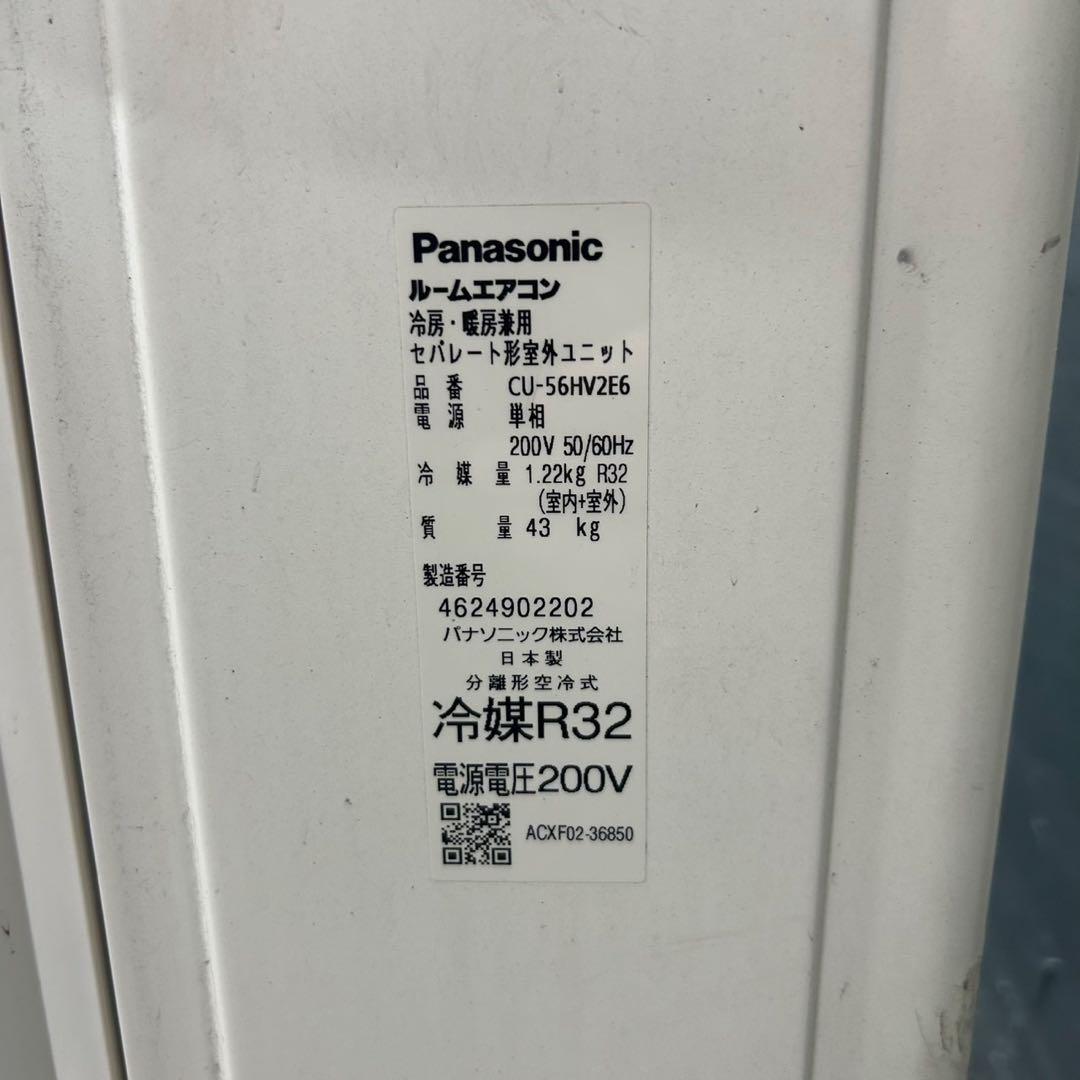 Panasonic
ルームエアコン
冷房・暖房兼用
セパレート形室外ユニット
品番 CU-56HV2E6
電源 単相
200V 50/60Hz
冷媒量 1.22kg R32
(室内+室外)
質量 43 kg
製造番号
4624902202
パナソニック株式会社
日本製
分離形空冷式
冷媒R32
電源電圧200V
ACXF02-36850